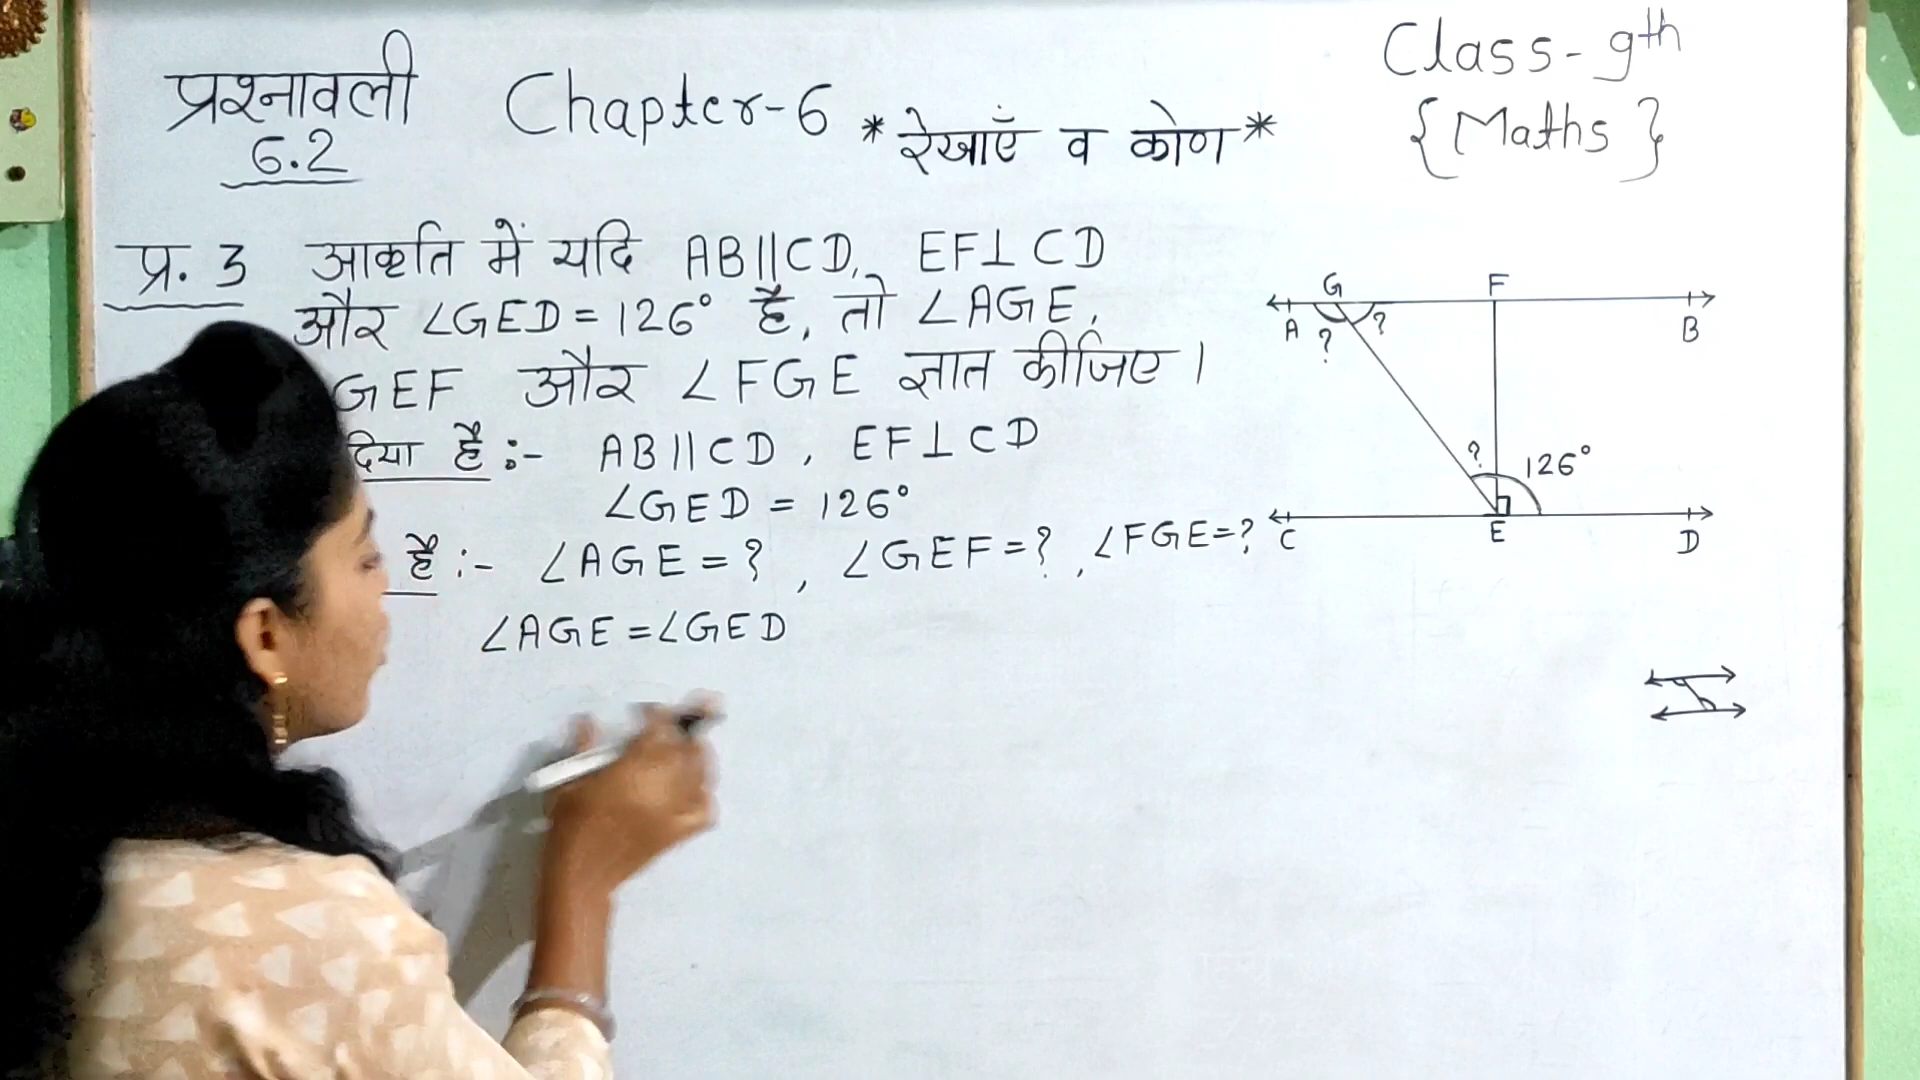 प्रश्नावली 6.2
Chapter-6
*रेखाएँ व कोण*
Class-9th
{Maths}
प्र. 3 आकृति में यदि AB||CD, EF⊥CD
और ∠GED = 126° है, तो ∠AGE,
GEF और ∠FGE ज्ञात कीजिए।
दिया है :- AB||CD, EF⊥CD
∠GED = 126°
है :- ∠AGE = ?, ∠GEF = ?, ∠FGE=?
∠AGE = ∠GED
G F
A ? ? B
? 126°
C E D